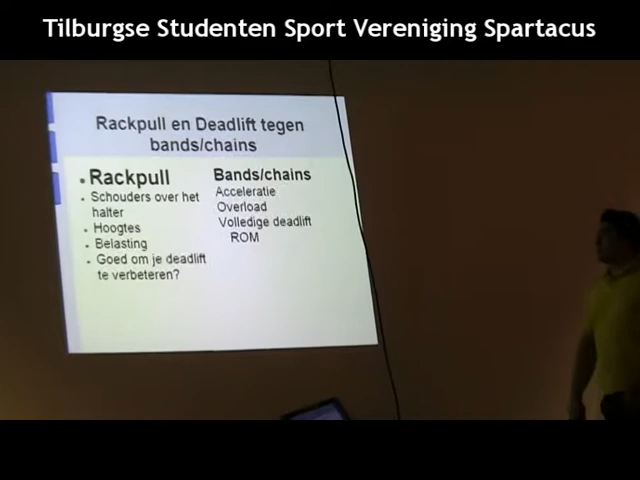 Tilburgse Studenten Sport Vereniging Spartacus
Rackpull en Deadlift tegen
bands/chains
• Rackpull
• Schouders over het
halter
• Hoogtes
• Belasting
• Goed om je deadlift
te verbeteren?
Bands/chains
Acceleratie
Overload
Volledige deadlift
ROM